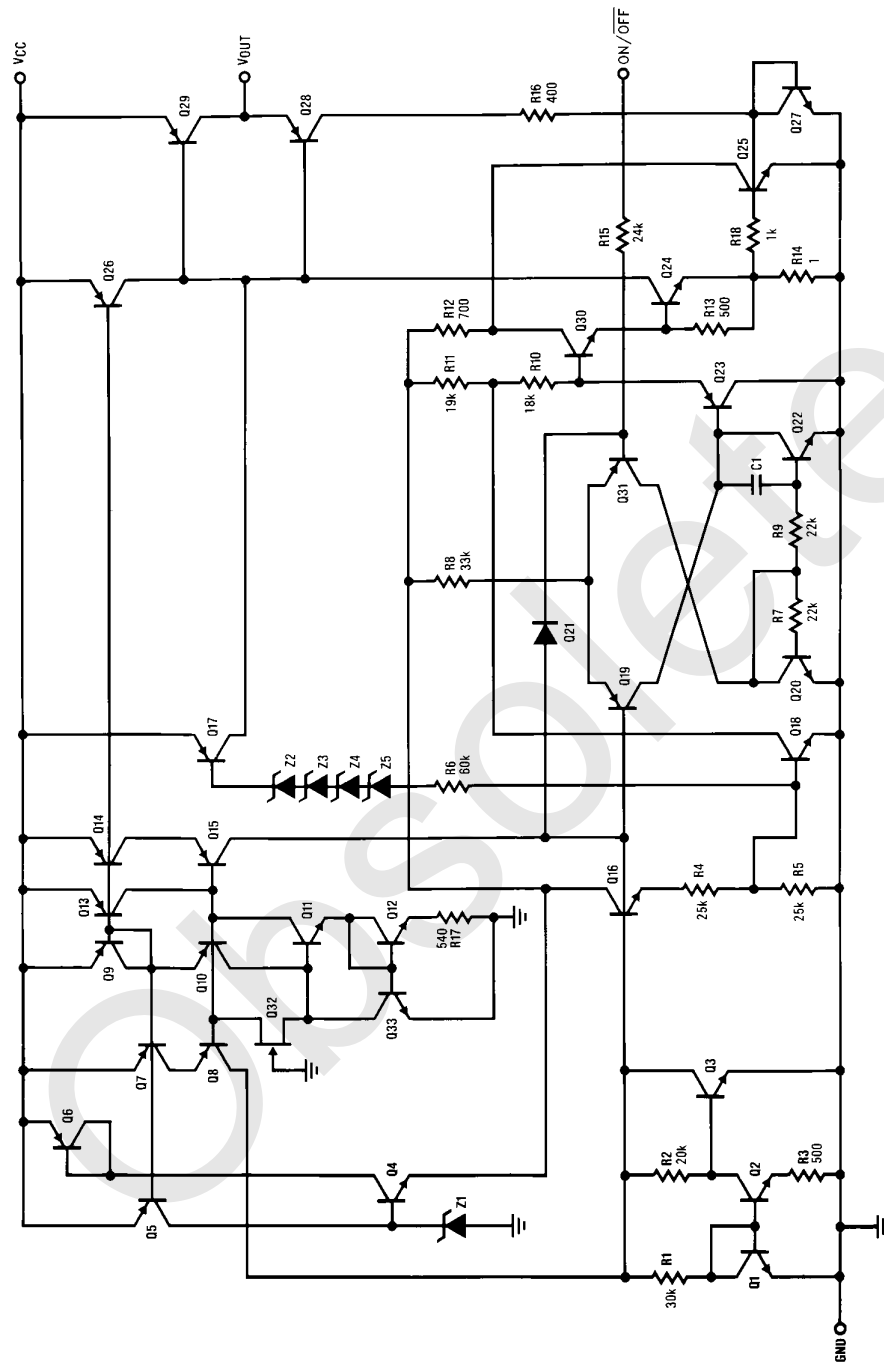 VCC
VOUT
ON/OFF
GND
Q29
Q28
R16
400
Q27
Q25
Q26
R15
24k
R18
1k
R14
1
Q24
R13
500
R12
700
Q30
R11
19k
R10
18k
Q23
Q22
C1
R9
22k
Q31
R8
33k
R7
22k
Q21
Q20
Q19
Q18
Q17
Z2
Z3
Z4
Z5
R6
60k
Q14
Q15
Q13
Q16
R4
25k
R5
25k
Q9
Q10
Q11
Q12
540
R17
Q32
Q33
Q7
Q8
Q6
Q5
Q4
Z1
Q3
R2
20k
Q2
R3
500
R1
30k
Q1
Obsolete